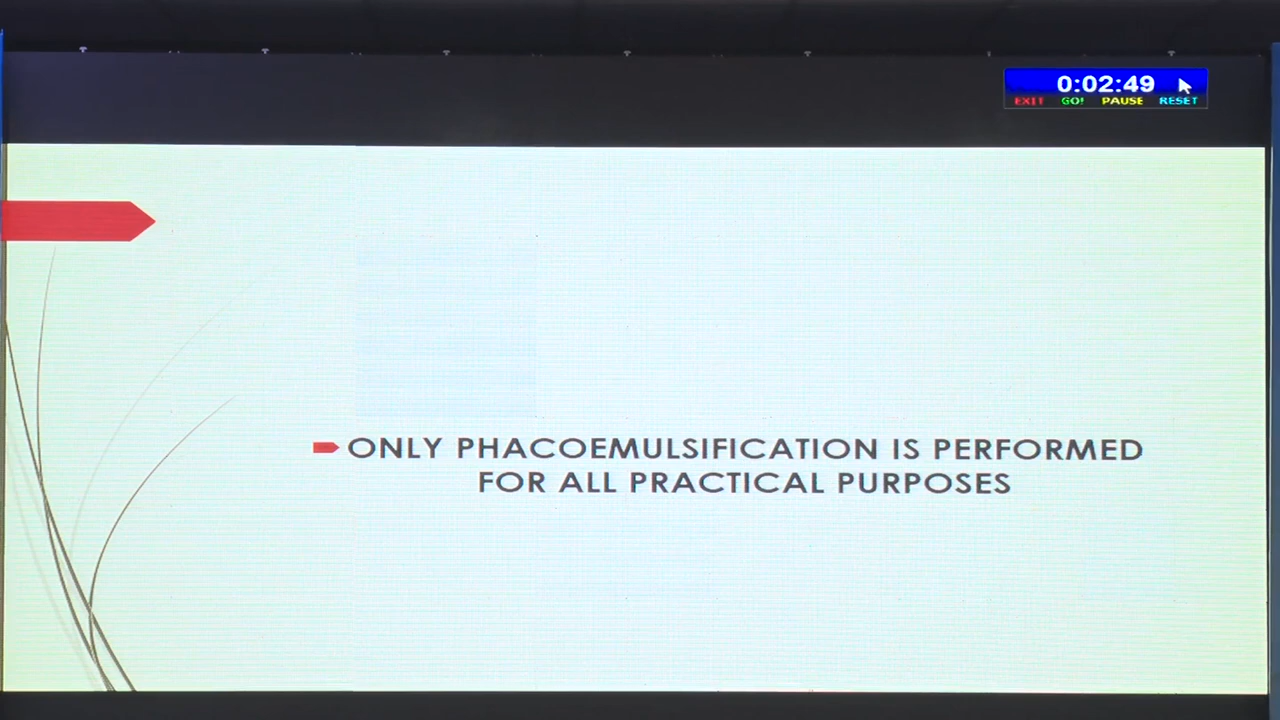 0:02:49
EXIT GO! PAUSE RESET
ONLY PHACOEMULSIFICATION IS PERFORMED
FOR ALL PRACTICAL PURPOSES